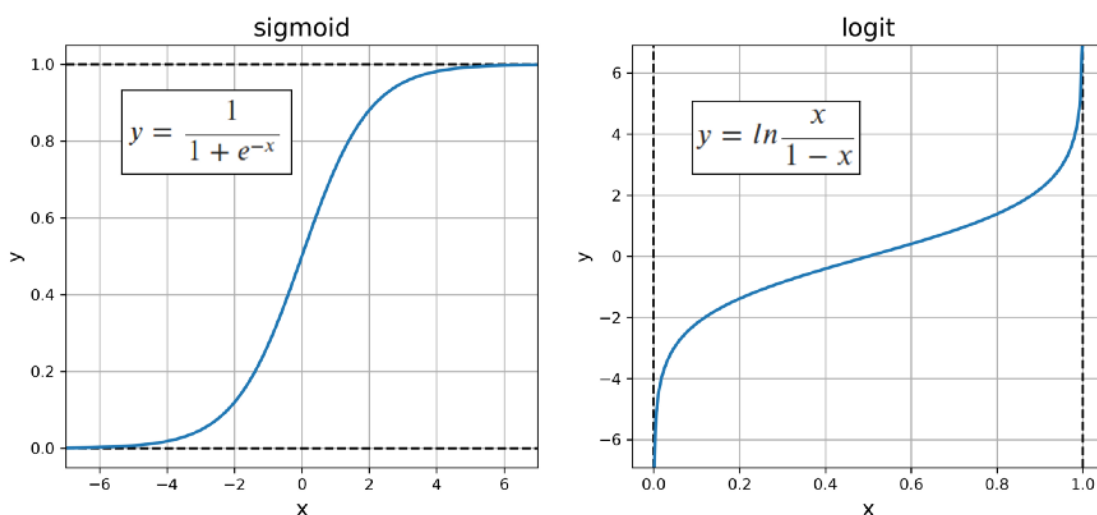 sigmoid
1.0
0.8
0.6
0.4
0.2
0.0
y
y = 1 / (1 + e^{-x})
−6 −4 −2 0 2 4 6
x
logit
6
4
2
0
−2
−4
−6
y
y = ln x / (1 − x)
0.0 0.2 0.4 0.6 0.8 1.0
x